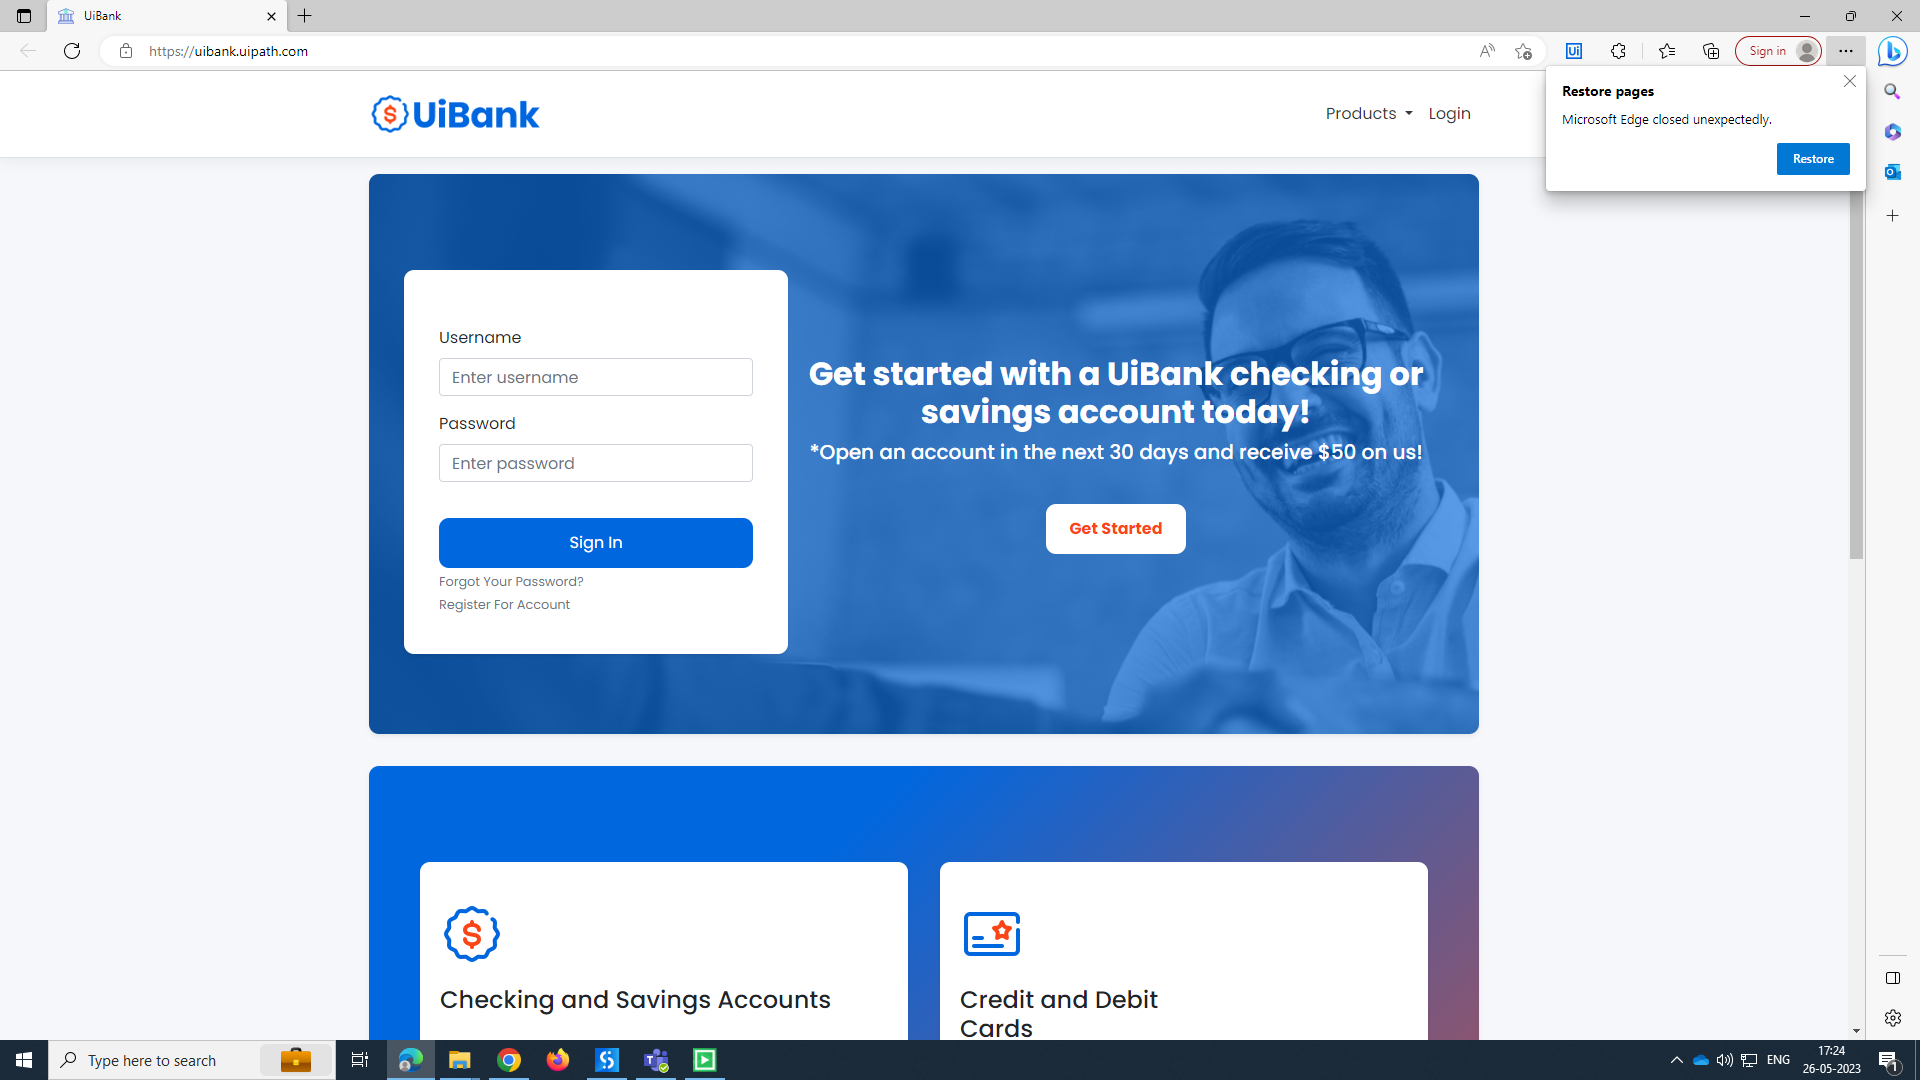 UiBank
https://uibank.uipath.com
Ui
Sign in
Restore pages
Microsoft Edge closed unexpectedly.
Restore
$ UiBank
Products
Login
Username
Enter username
Password
Enter password
Sign In
Forgot Your Password?
Register For Account
Get started with a UiBank checking or
savings account today!
*Open an account in the next 30 days and receive $50 on us!
Get Started
$
Checking and Savings Accounts
Credit and Debit
Cards
Type here to search
ENG
17:24
26-05-2023
1